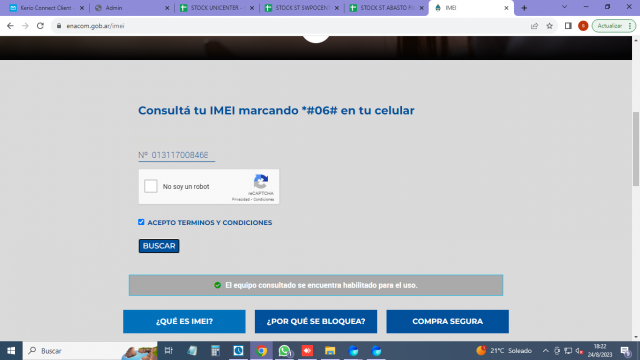 Kerio Connect Client
Admin
STOCK UNICENTER
STOCK ST SWPOCENT
STOCK ST ABASTO
IMEI
enacom.gob.ar/imei
Actualizar
Consultá tu IMEI marcando *#06# en tu celular
Nº 013117008468
No soy un robot
reCAPTCHA
Privacidad - Condiciones
ACEPTO TERMINOS Y CONDICIONES
BUSCAR
El equipo consultado se encuentra habilitado para el uso.
¿QUÉ ES IMEI?
¿POR QUÉ SE BLOQUEA?
COMPRA SEGURA
Buscar
21°C Soleado
18:22
24/8/2023